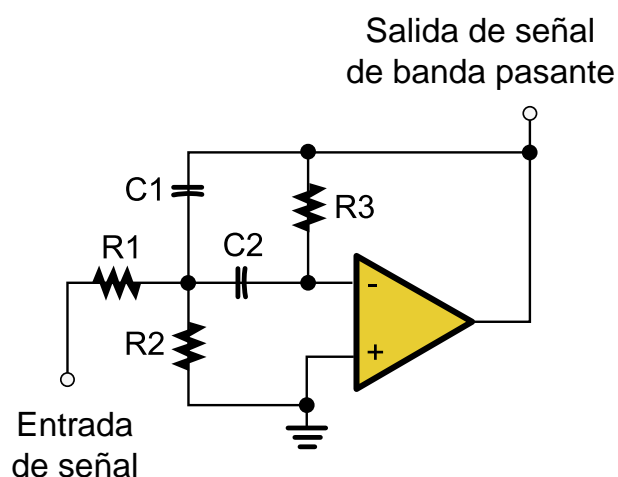 Salida de señal
de banda pasante
C1
R3
C2
R1
R2
-
+
Entrada
de señal